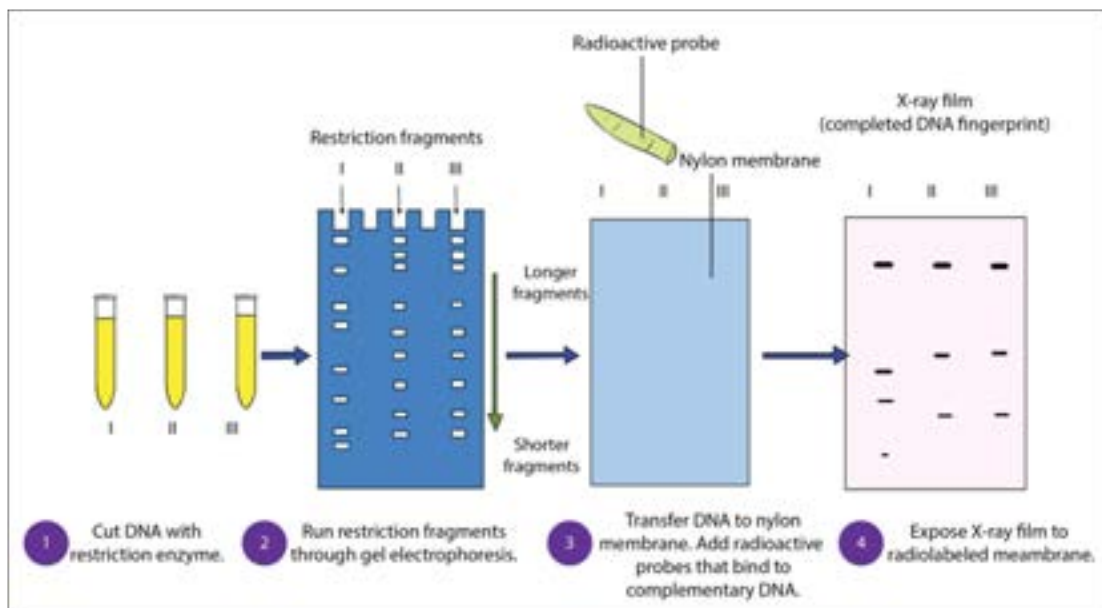 Radioactive probe
X-ray film
(completed DNA fingerprint)
Restriction fragments
Nylon membrane
I II III
I II III
I II III
Longer
fragments
I II III
Shorter
fragments
1 Cut DNA with
restriction enzyme.
2 Run restriction fragments
through gel electrophoresis.
3 Transfer DNA to nylon
membrane. Add radioactive
probes that bind to
complementary DNA.
4 Expose X-ray film to
radiolabeled meambrane.